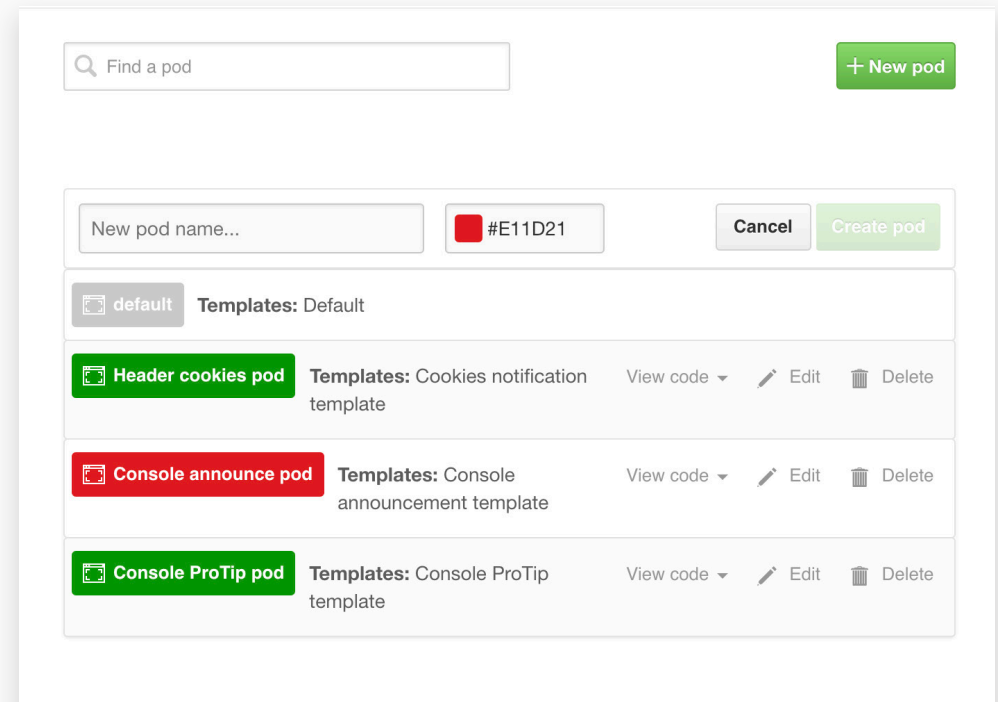 Find a pod
+ New pod
New pod name...
#E11D21
Cancel
Create pod
default
Templates: Default
Header cookies pod
Templates: Cookies notification
template
View code
Edit
Delete
Console announce pod
Templates: Console
announcement template
View code
Edit
Delete
Console ProTip pod
Templates: Console ProTip
template
View code
Edit
Delete